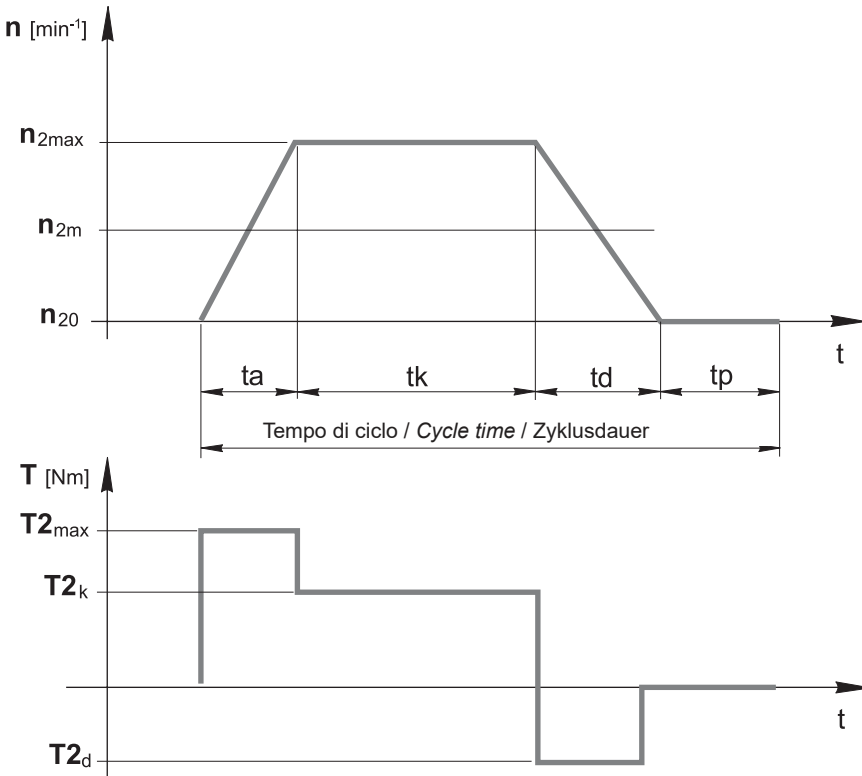 n [min-1]
n2max
n2m
n20
t
ta tk td tp
Tempo di ciclo / Cycle time / Zyklusdauer
T [Nm]
T2max
T2k
t
T2d